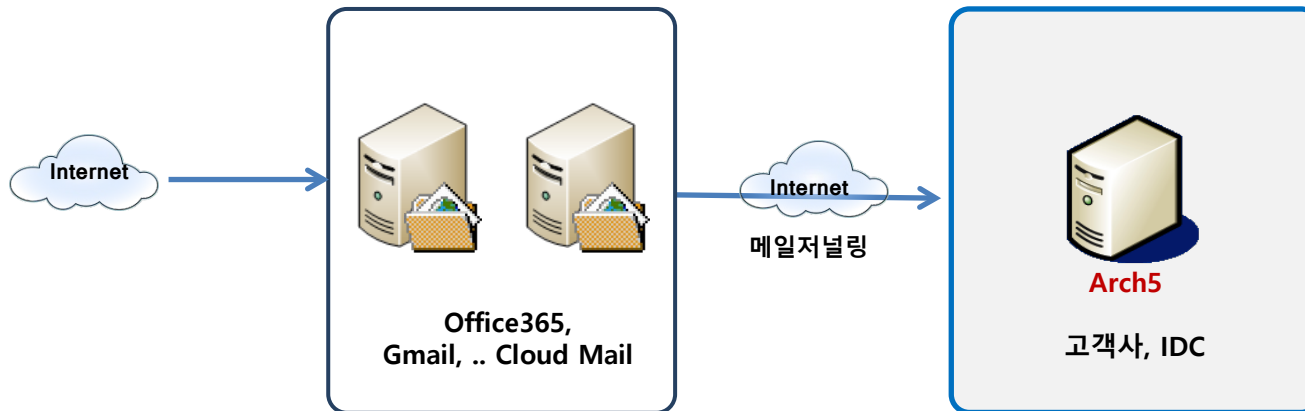 Internet
Office365,
Gmail, .. Cloud Mail
Internet
메일저널링
Arch5
고객사, IDC